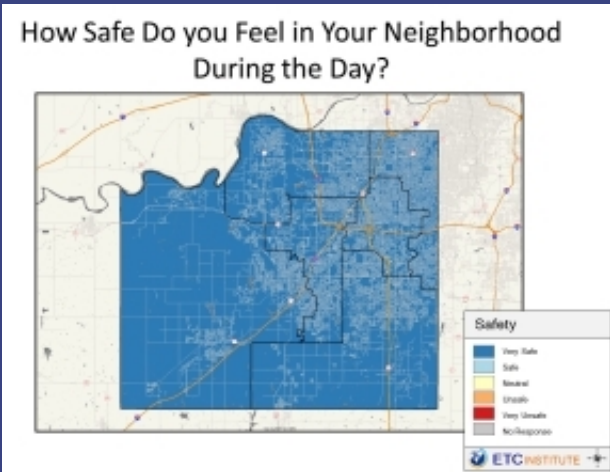 How Safe Do you Feel in Your Neighborhood
During the Day?
Safety
Very Safe
Safe
Neutral
Unsafe
Very Unsafe
No Response
ETC INSTITUTE